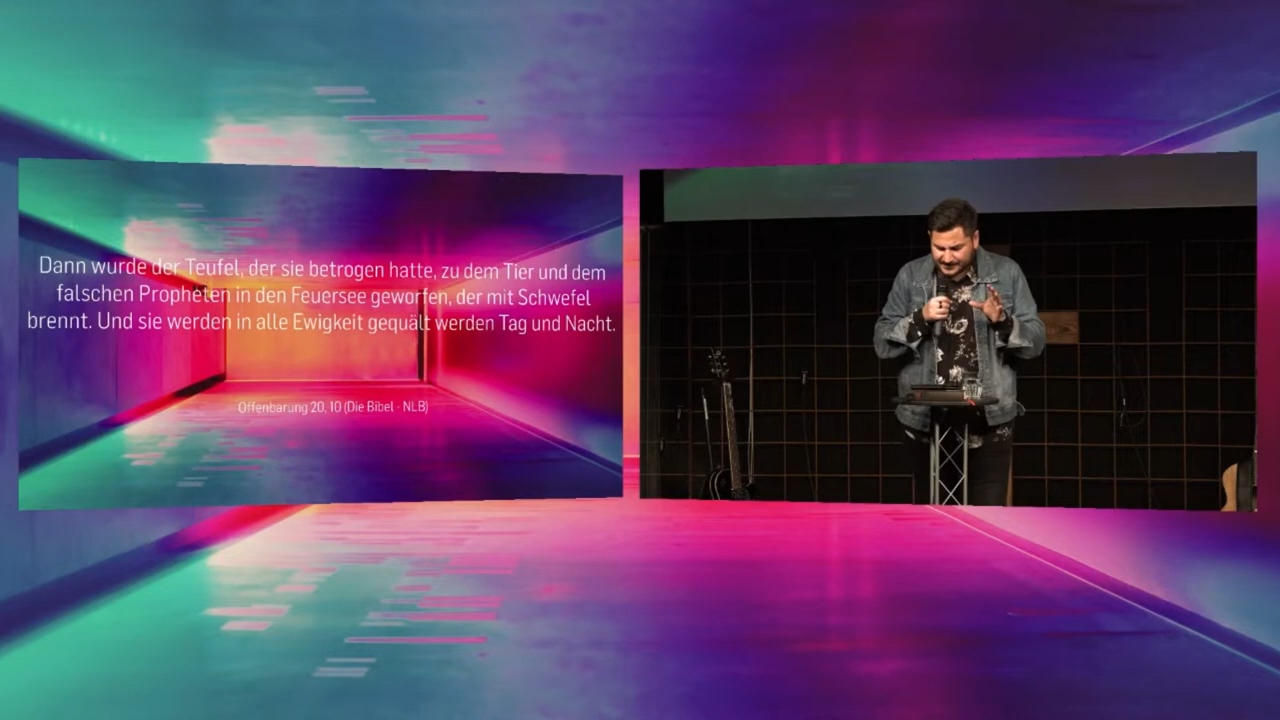 Dann wurde der Teufel, der sie betrogen hatte, zu dem Tier und dem
falschen Propheten in den Feuersee geworfen, der mit Schwefel
brennt. Und sie werden in alle Ewigkeit gequält werden Tag und Nacht.
Offenbarung 20, 10 (Die Bibel - NLB)